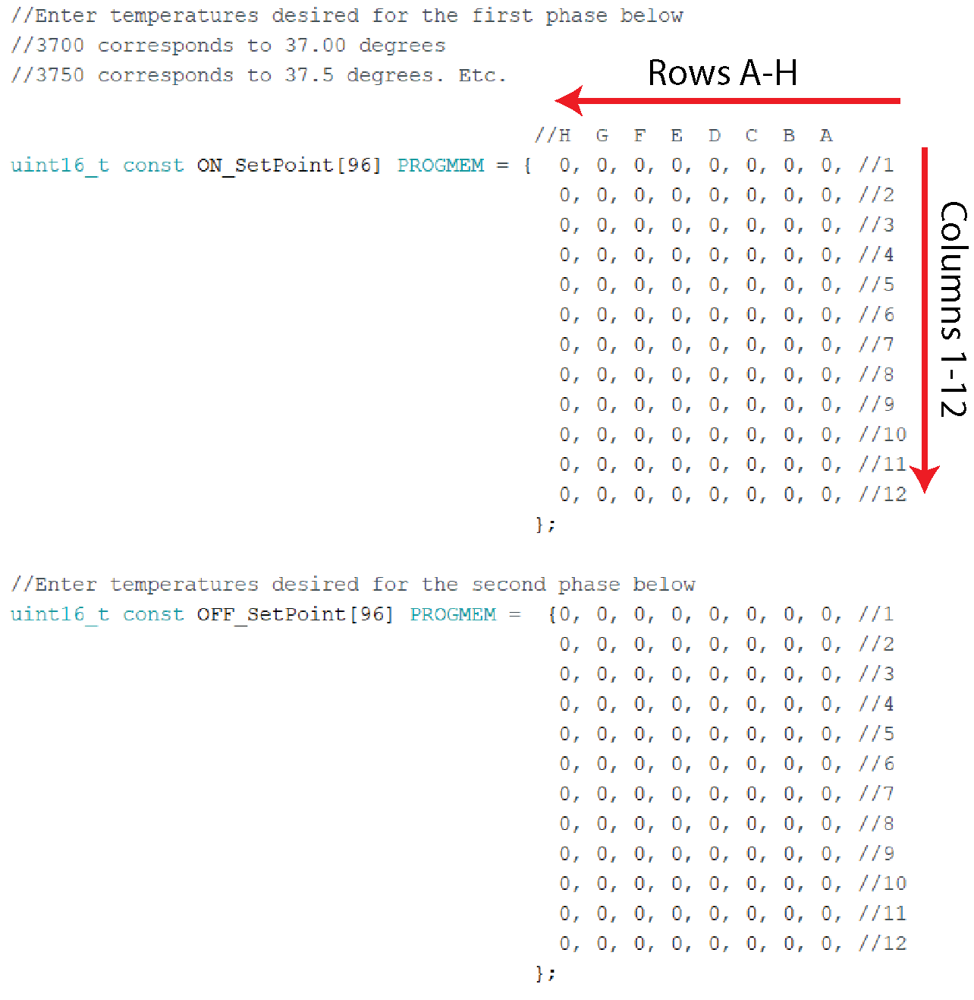 //Enter temperatures desired for the first phase below
//3700 corresponds to 37.00 degrees
//3750 corresponds to 37.5 degrees. Etc.
Rows A-H
//H G F E D C B A
uint16_t const ON_SetPoint[96] PROGMEM = { 0, 0, 0, 0, 0, 0, 0, 0, //1
0, 0, 0, 0, 0, 0, 0, 0, //2
0, 0, 0, 0, 0, 0, 0, 0, //3
0, 0, 0, 0, 0, 0, 0, 0, //4
0, 0, 0, 0, 0, 0, 0, 0, //5
0, 0, 0, 0, 0, 0, 0, 0, //6
0, 0, 0, 0, 0, 0, 0, 0, //7
0, 0, 0, 0, 0, 0, 0, 0, //8
0, 0, 0, 0, 0, 0, 0, 0, //9
0, 0, 0, 0, 0, 0, 0, 0, //10
0, 0, 0, 0, 0, 0, 0, 0, //11
0, 0, 0, 0, 0, 0, 0, 0, //12
};
Columns 1-12
//Enter temperatures desired for the second phase below
uint16_t const OFF_SetPoint[96] PROGMEM = {0, 0, 0, 0, 0, 0, 0, 0, //1
0, 0, 0, 0, 0, 0, 0, 0, //2
0, 0, 0, 0, 0, 0, 0, 0, //3
0, 0, 0, 0, 0, 0, 0, 0, //4
0, 0, 0, 0, 0, 0, 0, 0, //5
0, 0, 0, 0, 0, 0, 0, 0, //6
0, 0, 0, 0, 0, 0, 0, 0, //7
0, 0, 0, 0, 0, 0, 0, 0, //8
0, 0, 0, 0, 0, 0, 0, 0, //9
0, 0, 0, 0, 0, 0, 0, 0, //10
0, 0, 0, 0, 0, 0, 0, 0, //11
0, 0, 0, 0, 0, 0, 0, 0, //12
};